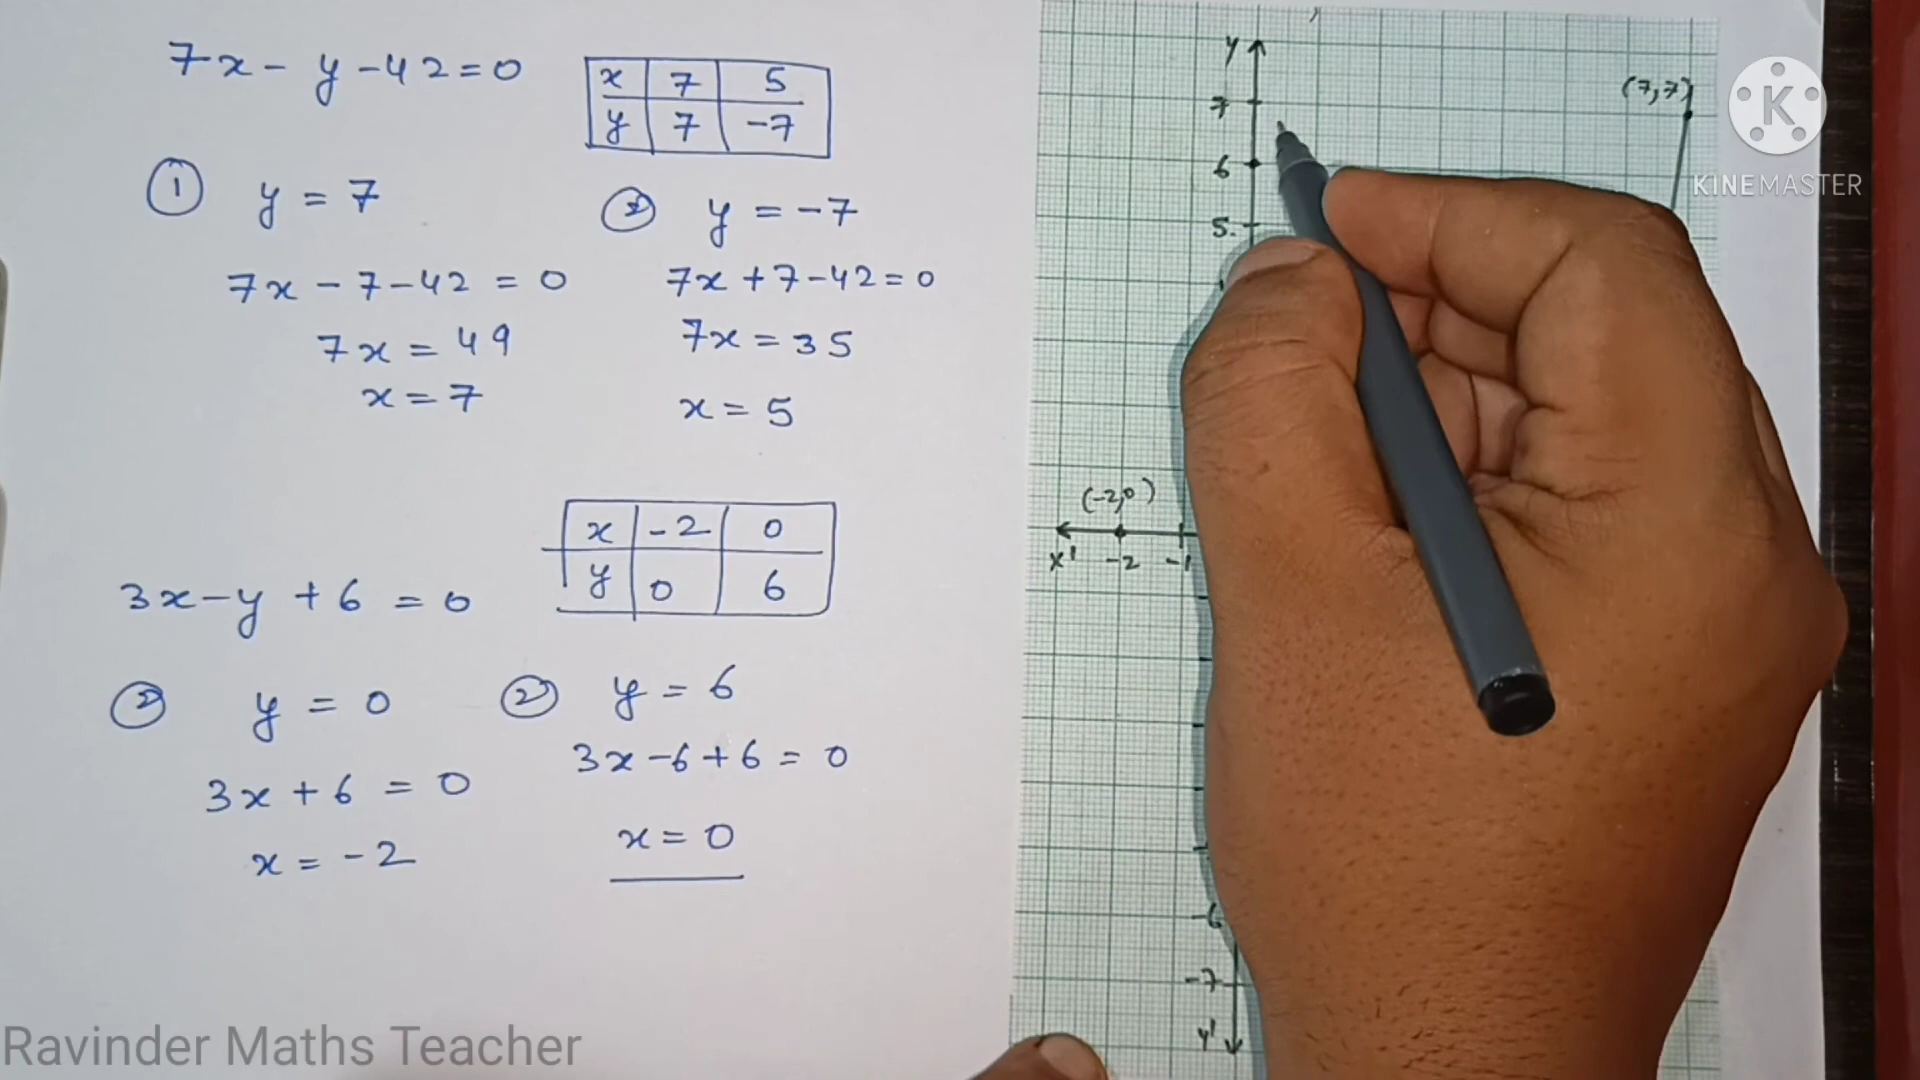 7x - y - 42 = 0
x 7 5
y 7 -7
① y = 7
7x - 7 - 42 = 0
7x = 49
x = 7
② y = -7
7x + 7 - 42 = 0
7x = 35
x = 5
3x - y + 6 = 0
x -2 0
y 0 6
② y = 0
3x + 6 = 0
x = -2
② y = 6
3x - 6 + 6 = 0
x = 0
Y
7
6
5
(7,7)
(-2,0)
X' -2 -1
-6
-7
Y'
K
KINEMASTER
Ravinder Maths Teacher